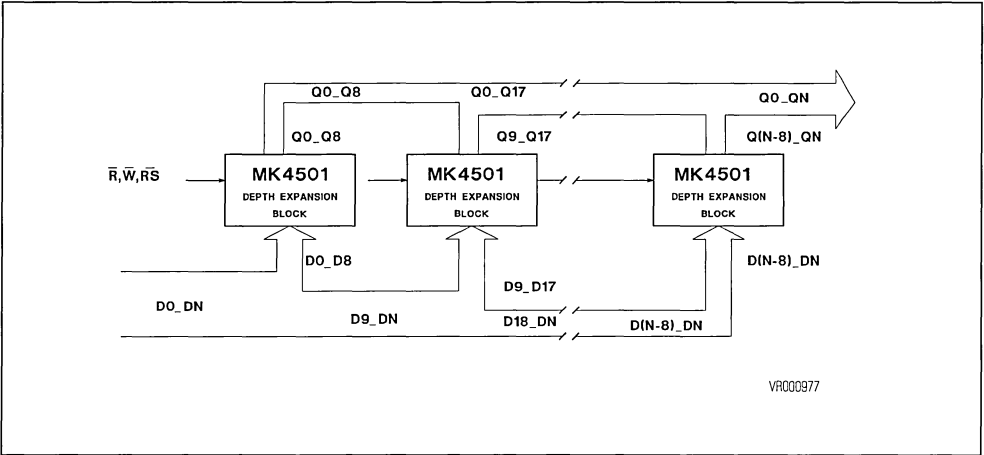 Q0_Q8
Q0_Q17
Q0_QN
Q0_Q8
Q9_Q17
Q(N-8)_QN
R̅,W̅,R̅S̅
MK4501
DEPTH EXPANSION
BLOCK
MK4501
DEPTH EXPANSION
BLOCK
MK4501
DEPTH EXPANSION
BLOCK
D0_D8
D(N-8)_DN
D9_D17
D0_DN
D9_DN
D18_DN
D(N-8)_DN
VR000977